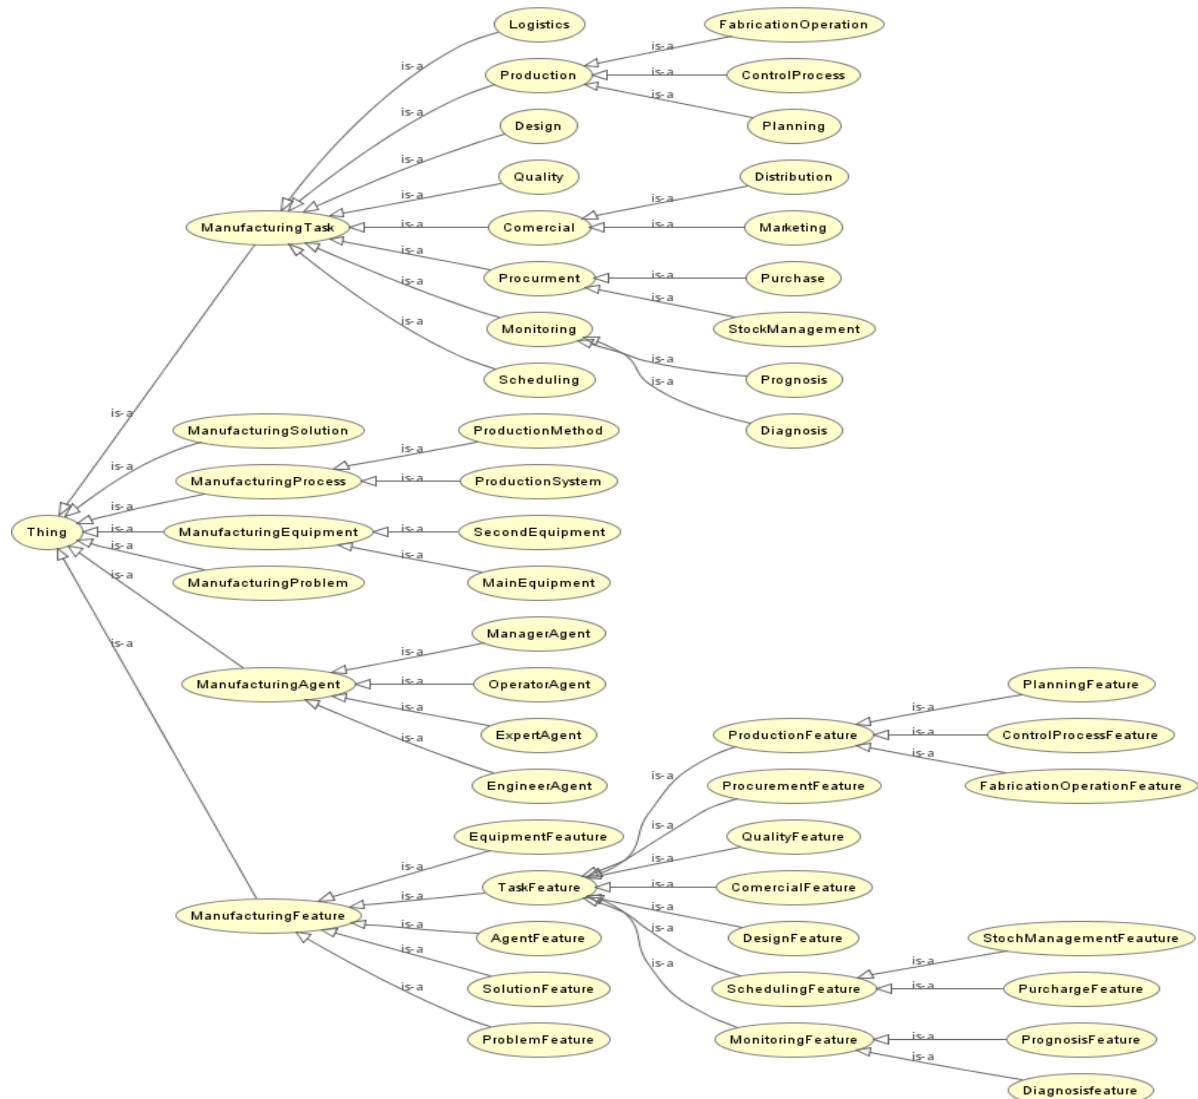 Logistics
FabricationOperation
is-a
is-a
Production
is-a
ControlProcess
is-a
is-a
Planning
Design
is-a
Quality
Distribution
is-a
is-a
ManufacturingTask
is-a
Comercial
is-a
Marketing
is-a
Procurment
is-a
Purchase
is-a
is-a
StockManagement
Monitoring
is-a
is-a
Scheduling
is-a
Prognosis
is-a
Diagnosis
ManufacturingSolution
ProductionMethod
is-a
is-a
ManufacturingProcess
is-a
ProductionSystem
is-a
Thing
is-a
ManufacturingEquipment
is-a
SecondEquipment
is-a
is-a
ManufacturingProblem
MainEquipment
is-a
is-a
ManagerAgent
is-a
ManufacturingAgent
is-a
OperatorAgent
is-a
ExpertAgent
is-a
EngineerAgent
PlanningFeature
is-a
ProductionFeature
is-a
ControlProcessFeature
is-a
FabricationOperationFeature
is-a
ProcurementFeature
is-a
EquipmentFeauture
QualityFeature
is-a
is-a
TaskFeature
is-a
ComercialFeature
is-a
is-a
ManufacturingFeature
is-a
AgentFeature
DesignFeature
is-a
StochManagementFeauture
is-a
is-a
is-a
SolutionFeature
SchedulingFeature
is-a
PurchargeFeature
is-a
ProblemFeature
MonitoringFeature
is-a
PrognosisFeature
is-a
Diagnosisfeature